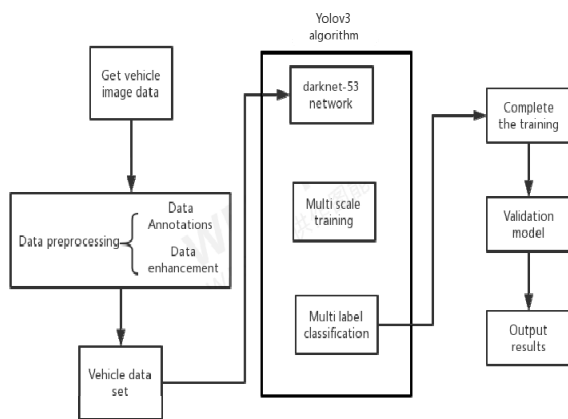 Yolov3
algorithm
Get vehicle
image data
Data preprocessing
Data
Annotations
Data
enhancement
Vehicle data
set
darknet-53
network
Multi scale
training
Multi label
classification
Complete
the training
Validation
model
Output
results